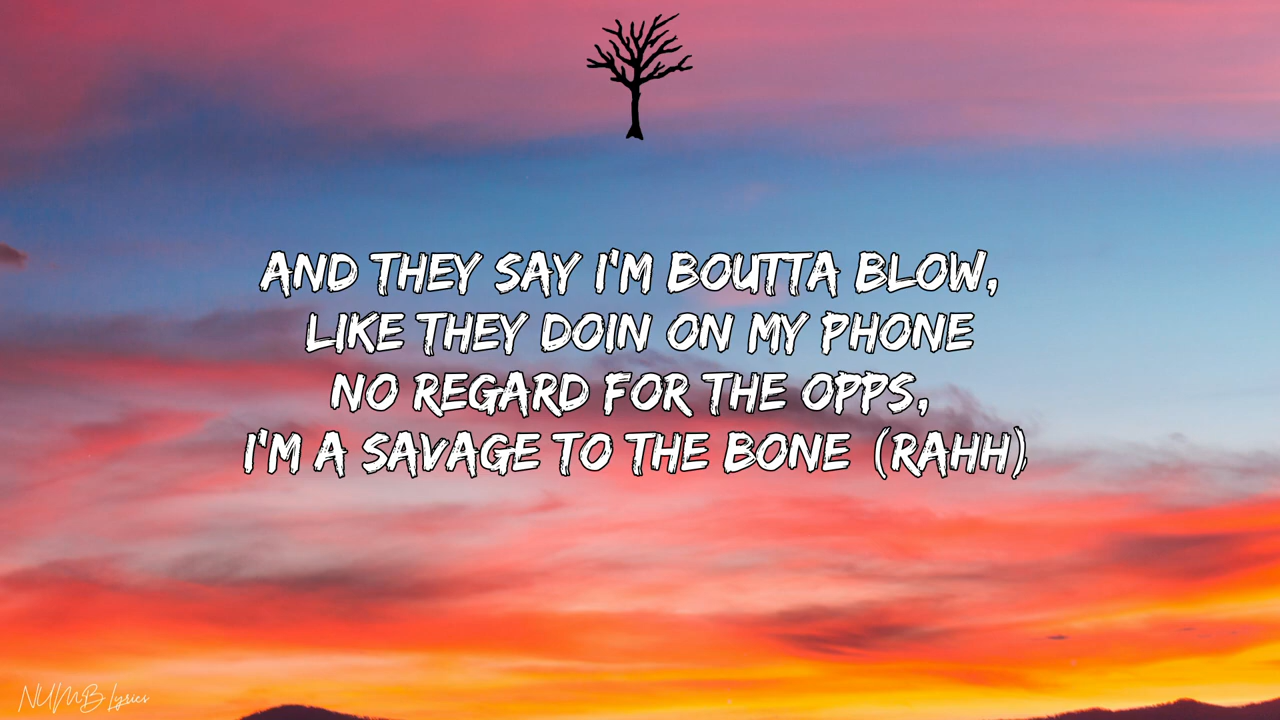 AND THEY SAY I'M BOUTTA BLOW,
LIKE THEY DOIN ON MY PHONE
NO REGARD FOR THE OPPS,
I'M A SAVAGE TO THE BONE (RAHH)
NUMB Lyrics